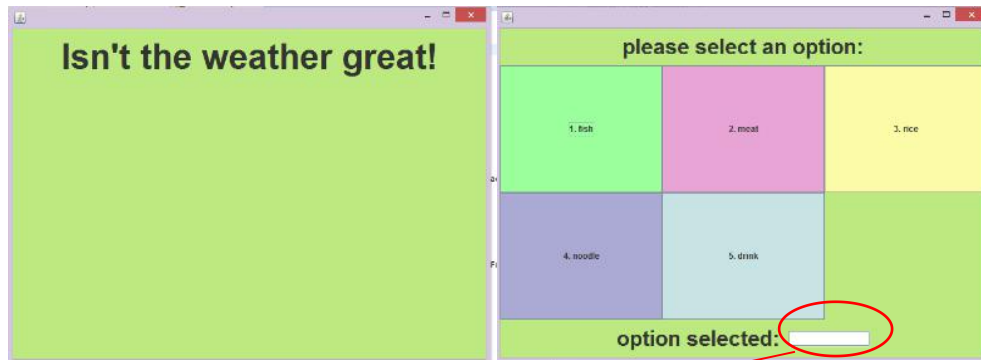 Isn't the weather great!
please select an option:
1. fish
2. meat
3. rice
4. noodle
5. drink
option selected: